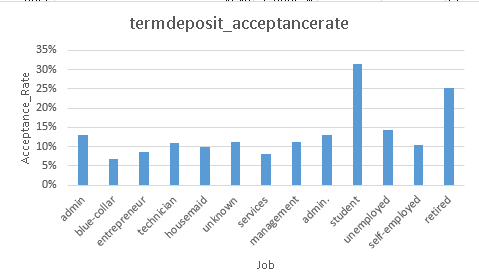 termdeposit_acceptancerate
35%
30%
25%
20%
15%
10%
5%
0%
Acceptance_Rate
admin
blue-collar
entrepreneur
technician
housemaid
unknown
services
management
admin.
student
unemployed
self-employed
retired
Job